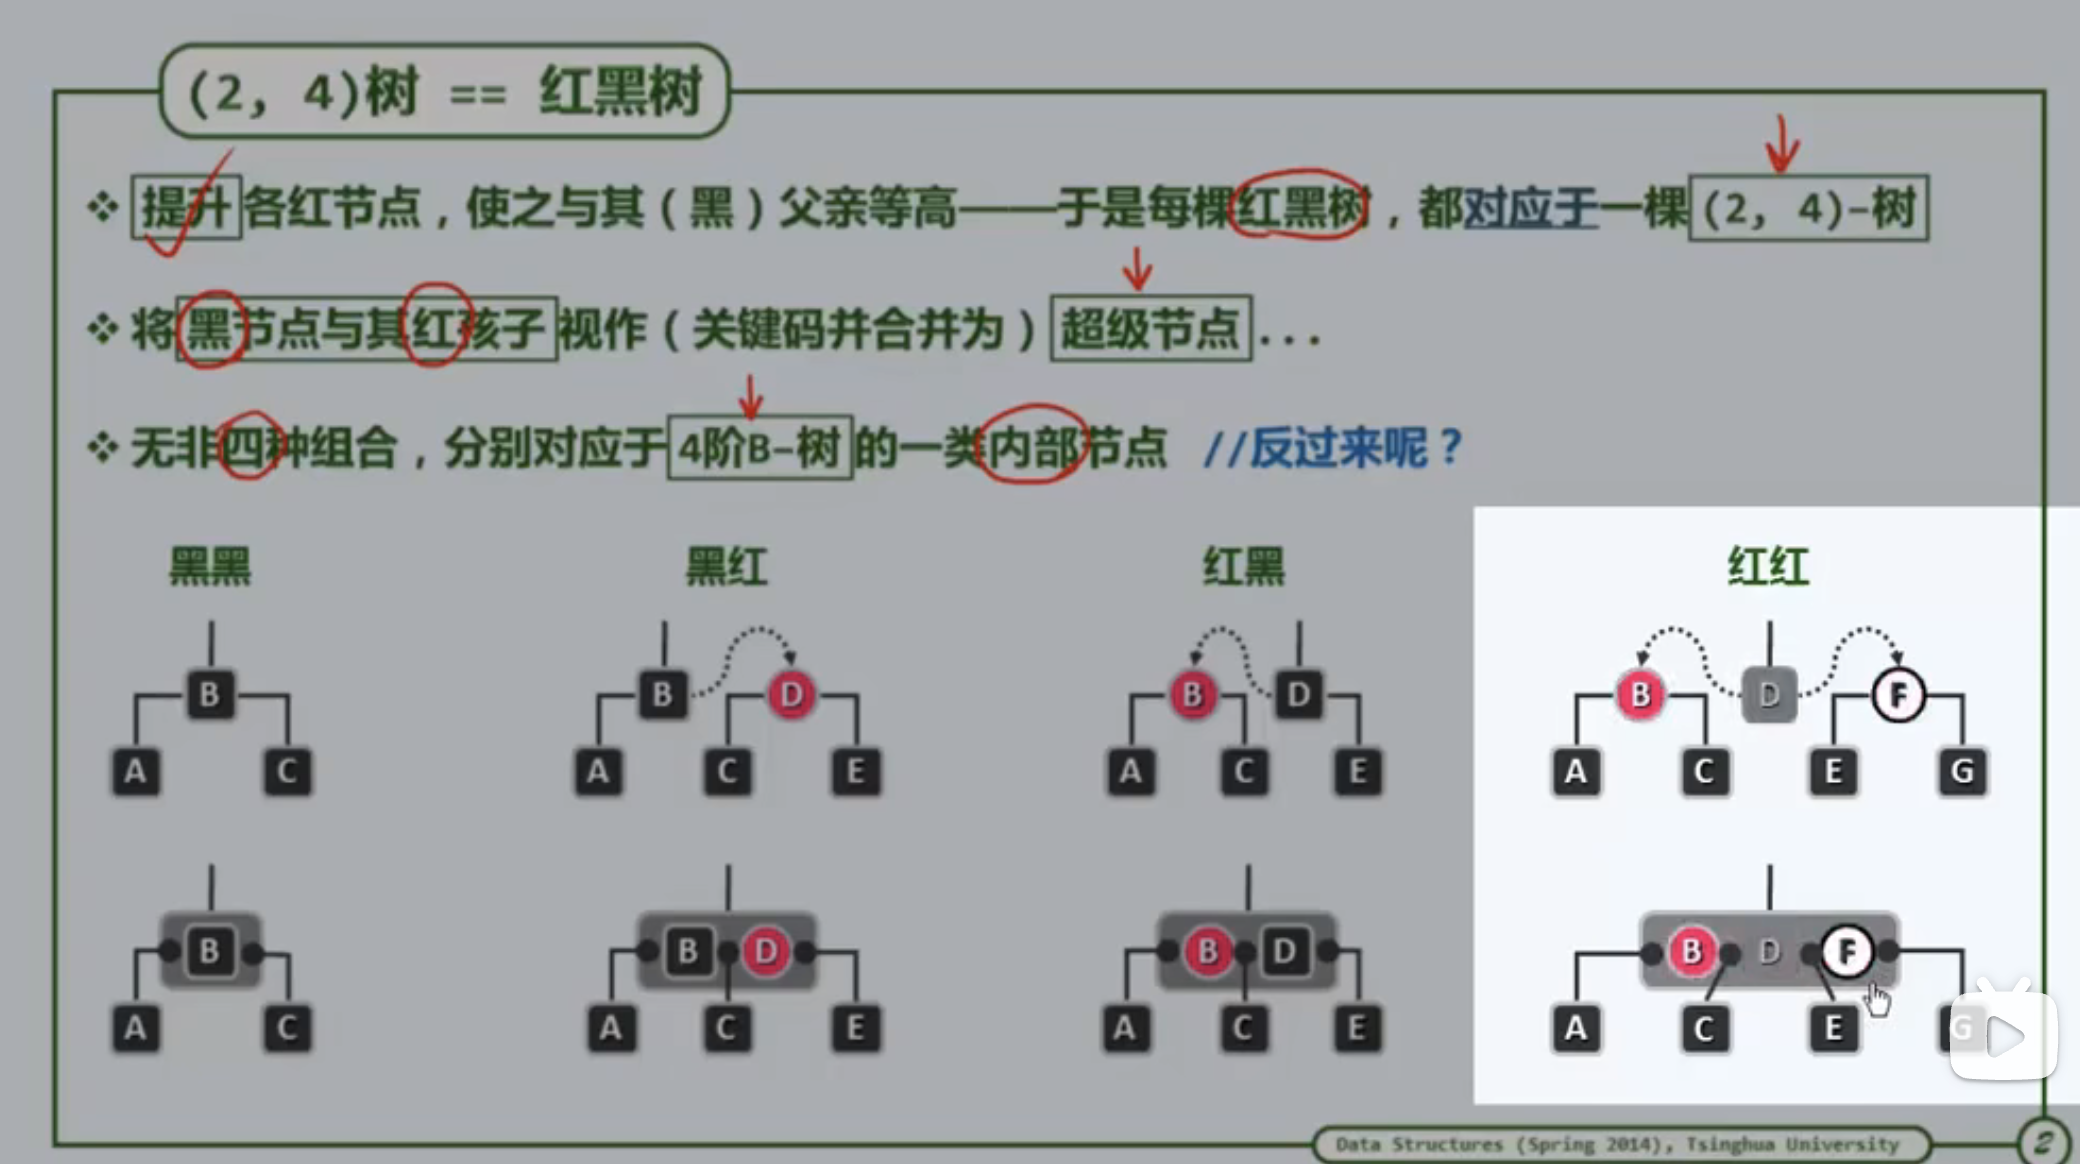 (2, 4)树 == 红黑树
❖ 提升各红节点，使之与其（黑）父亲等高——于是每棵红黑树，都对应于一棵(2, 4)-树
❖ 将黑节点与其红孩子视作（关键码并合并为）超级节点...
❖ 无非四种组合，分别对应于4阶B-树的一类内部节点 //反过来呢？
黑黑 黑红 红黑 红红
B B D B D B D F
A C A C E A C E A C E G
B B D B D B D F
A C A C E A C E A C E G
Data Structures (Spring 2014), Tsinghua University 2